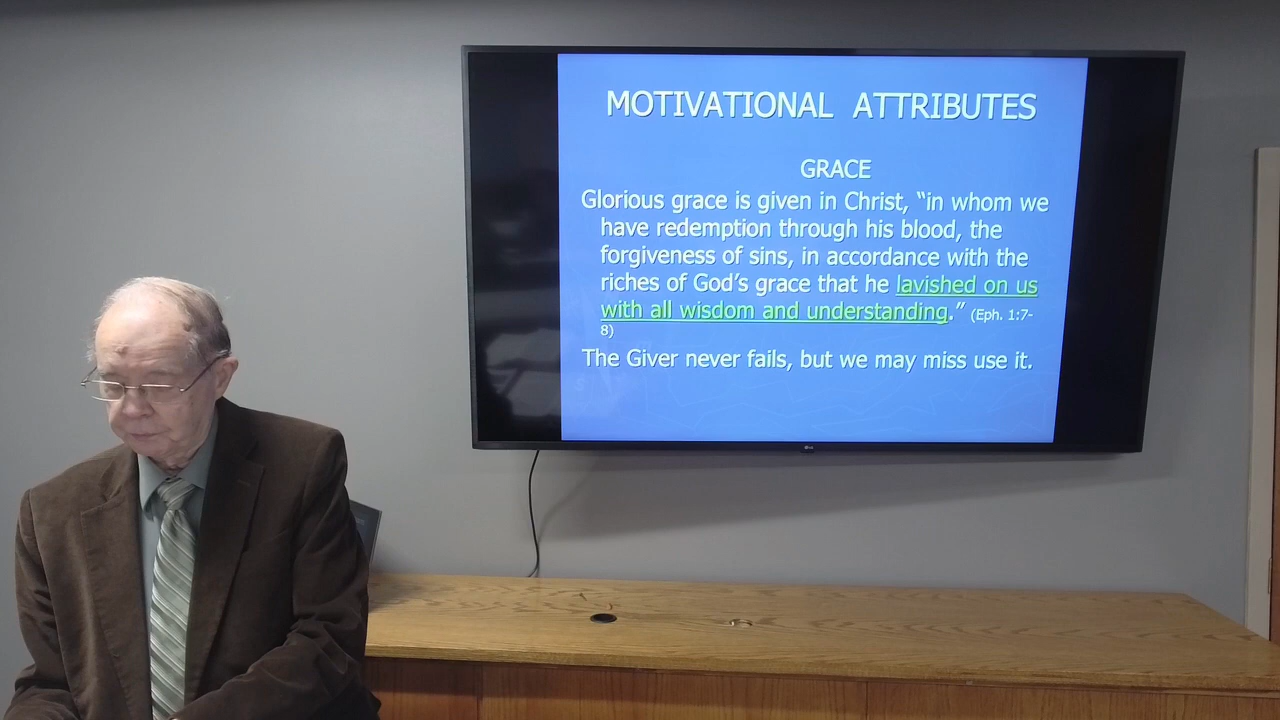 MOTIVATIONAL ATTRIBUTES
GRACE
Glorious grace is given in Christ, “in whom we
have redemption through his blood, the
forgiveness of sins, in accordance with the
riches of God’s grace that he lavished on us
with all wisdom and understanding.” (Eph. 1:7-
8)
The Giver never fails, but we may miss use it.
LG